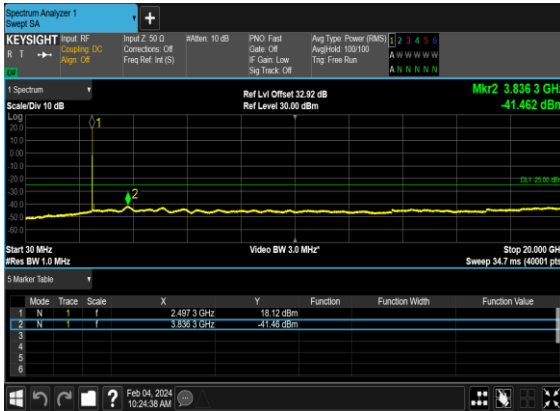 Spectrum Analyzer 1
Swept SA
KEYSIGHT Input: RF Input Z: 50 Ω #Atten: 10 dB PNO: Fast Avg Type: Power (RMS) 1 2 3 4 5 6
R T Coupling: DC Corrections: Off Gate: Off Avg|Hold: 100/100 A W W W W W
Align: Off Freq Ref: Int (S) IF Gain: Low Trig: Free Run
Sig Track: Off A N N N N N
1 Spectrum Ref Lvl Offset 32.92 dB Mkr2 3.836 3 GHz
Scale/Div 10 dB Ref Level 30.00 dBm -41.462 dBm
Log
20.0
10.0
0.00
-10.0
-20.0
-30.0
-40.0
-50.0
-60.0
1
2
DL1 -25.00 dBm
Start 30 MHz Video BW 3.0 MHz* Stop 20.000 GHz
#Res BW 1.0 MHz Sweep 34.7 ms (40001 pts)
5 Marker Table
Mode Trace Scale X Y Function Function Width Function Value
1 N 1 f 2.497 3 GHz 18.12 dBm
2 N 1 f 3.836 3 GHz -41.46 dBm
3
4
5
6
? Feb 04, 2024
10:24:38 AM